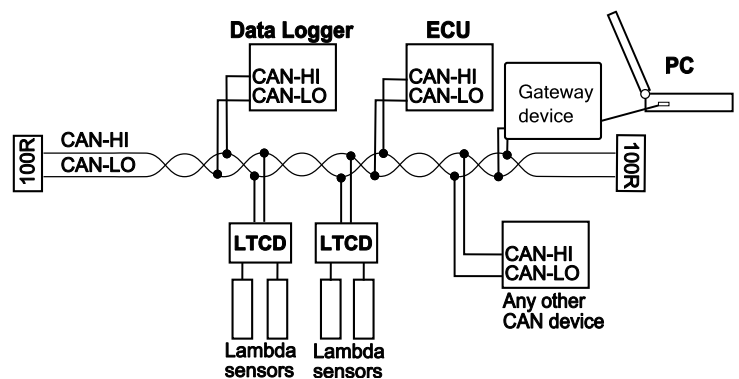 Data Logger
ECU
PC
CAN-HI
CAN-LO
CAN-HI
CAN-LO
Gateway
device
100R
CAN-HI
CAN-LO
100R
LTCD
LTCD
CAN-HI
CAN-LO
Any other
CAN device
Lambda
sensors
Lambda
sensors